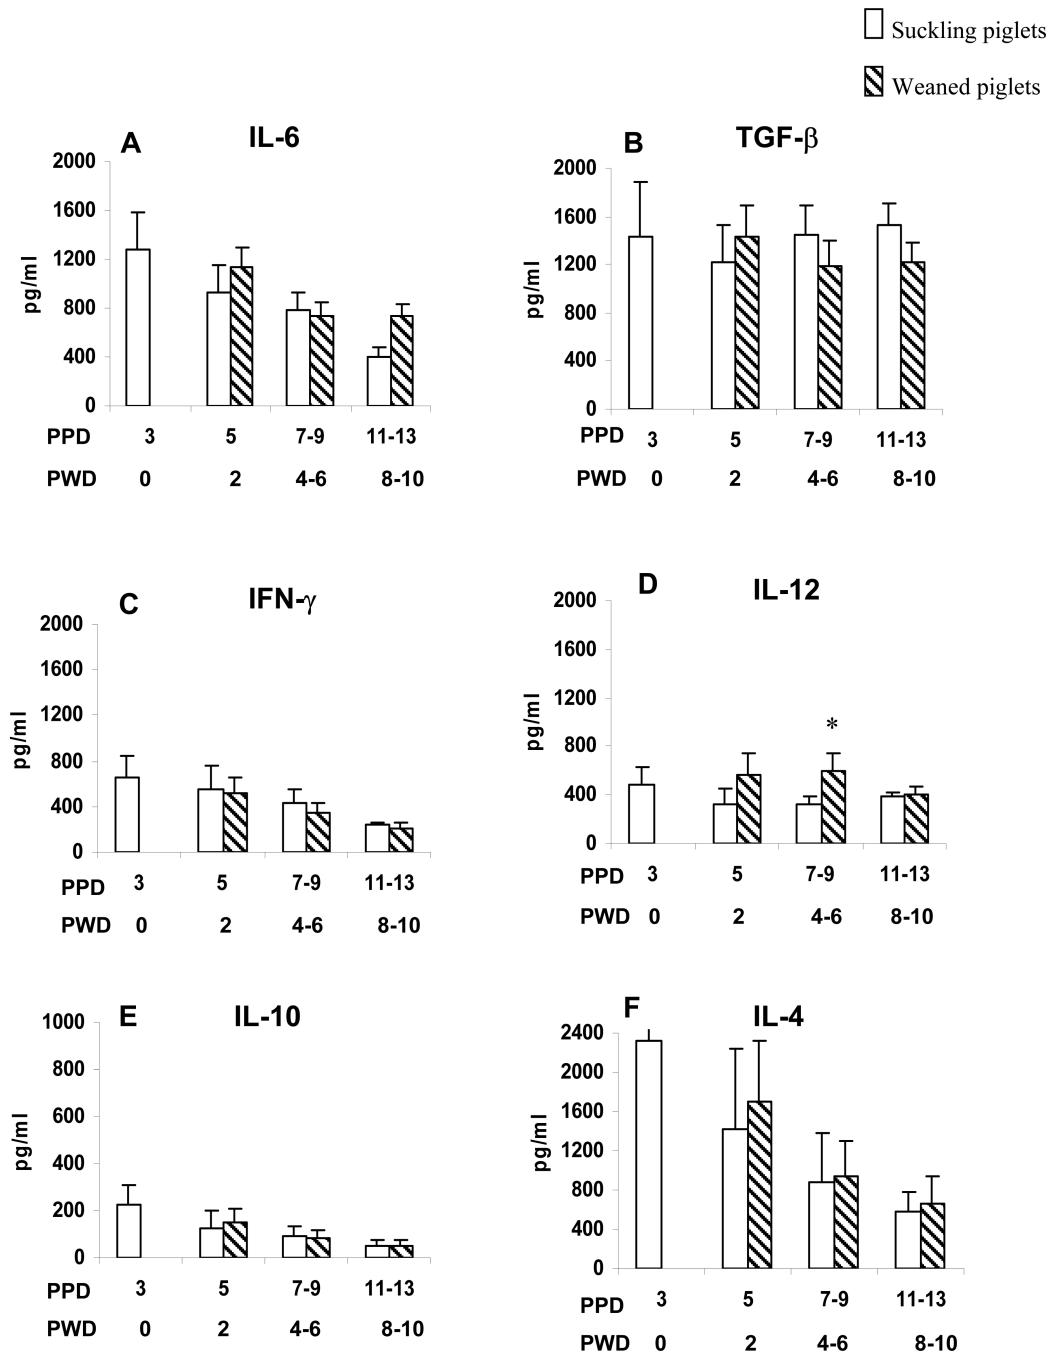 Suckling piglets
Weaned piglets
A IL-6
2000
1600
1200
800
400
0
pg/ml
PPD 3 5 7-9 11-13
PWD 0 2 4-6 8-10
B TGF-β
2000
1600
1200
800
400
0
pg/ml
PPD 3 5 7-9 11-13
PWD 0 2 4-6 8-10
C IFN-γ
2000
1600
1200
800
400
0
pg/ml
PPD 3 5 7-9 11-13
PWD 0 2 4-6 8-10
D IL-12
2000
1600
1200
800
400
0
pg/ml
*
PPD 3 5 7-9 11-13
PWD 0 2 4-6 8-10
E IL-10
1000
800
600
400
200
0
pg/ml
PPD 3 5 7-9 11-13
PWD 0 2 4-6 8-10
F IL-4
2400
2000
1600
1200
800
400
0
pg/ml
PPD 3 5 7-9 11-13
PWD 0 2 4-6 8-10